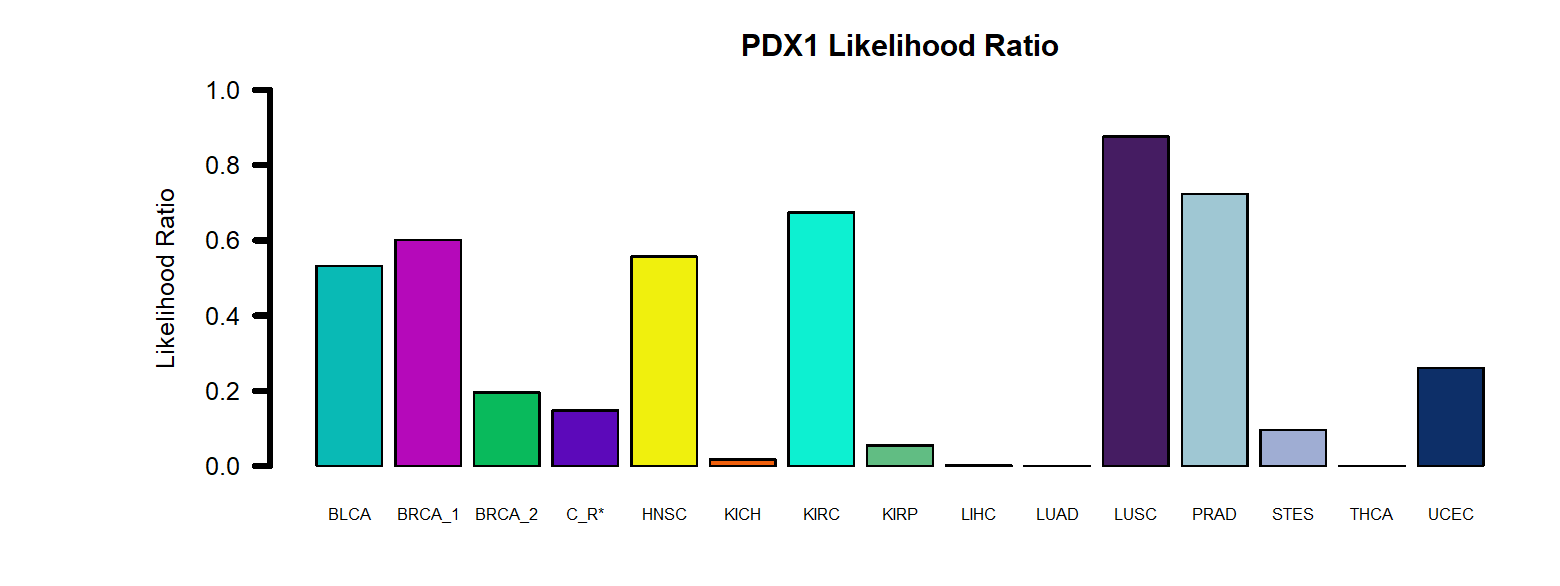 PDX1 Likelihood Ratio
Likelihood Ratio
1.0
0.8
0.6
0.4
0.2
0.0
BLCA BRCA_1 BRCA_2 C_R* HNSC KICH KIRC KIRP LIHC LUAD LUSC PRAD STES THCA UCEC